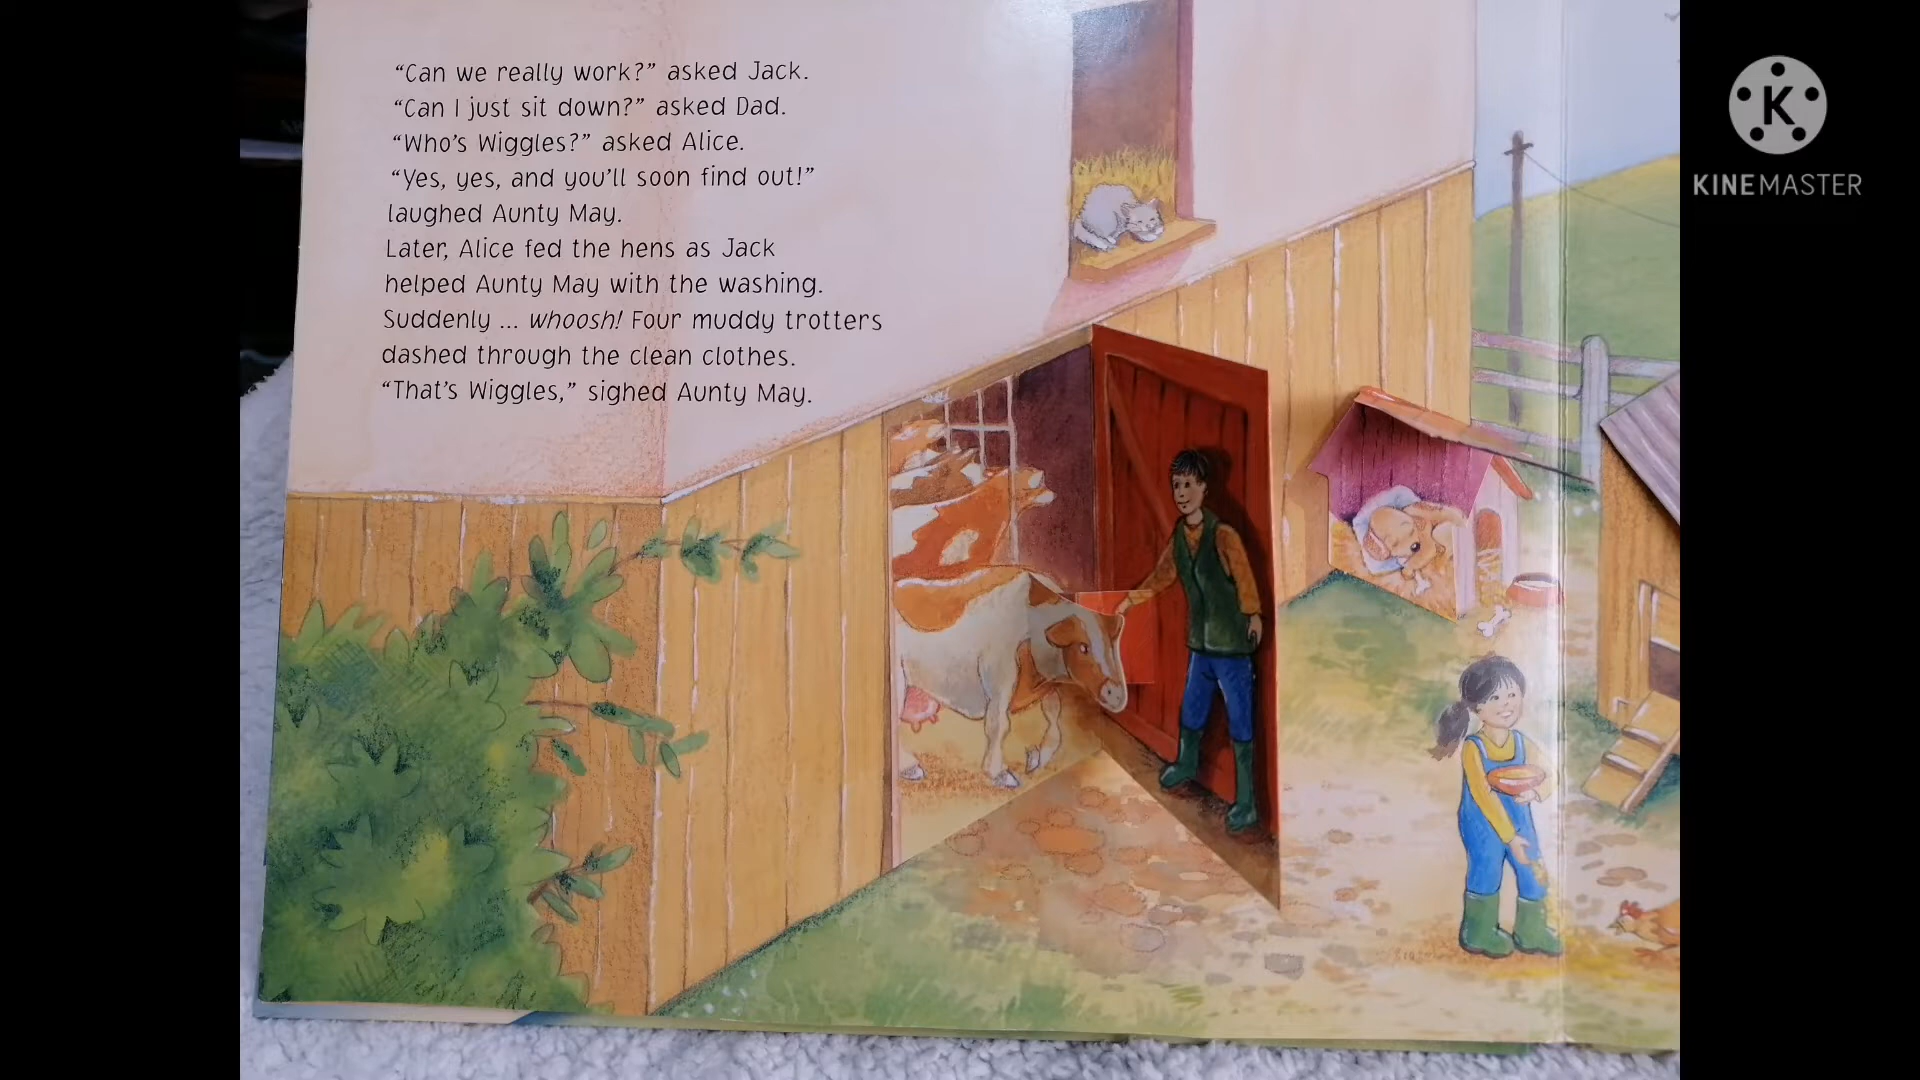 “Can we really work?” asked Jack.
“Can I just sit down?” asked Dad.
“Who’s Wiggles?” asked Alice.
“Yes, yes, and you’ll soon find out!”
laughed Aunty May.
Later, Alice fed the hens as Jack
helped Aunty May with the washing.
Suddenly ... whoosh! Four muddy trotters
dashed through the clean clothes.
“That’s Wiggles,” sighed Aunty May.
K
KINEMASTER